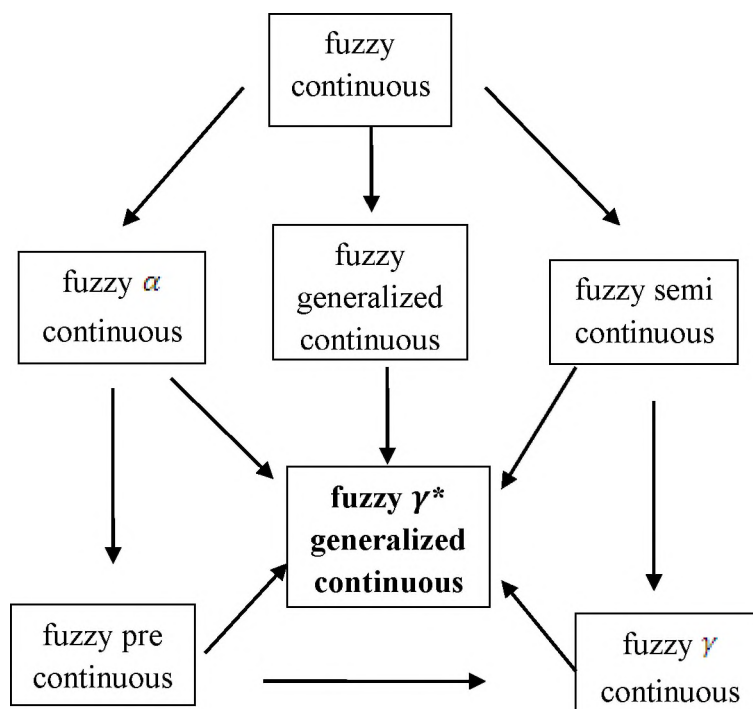 fuzzy
continuous
fuzzy α
continuous
fuzzy
generalized
continuous
fuzzy semi
continuous
fuzzy γ*
generalized
continuous
fuzzy pre
continuous
fuzzy γ
continuous